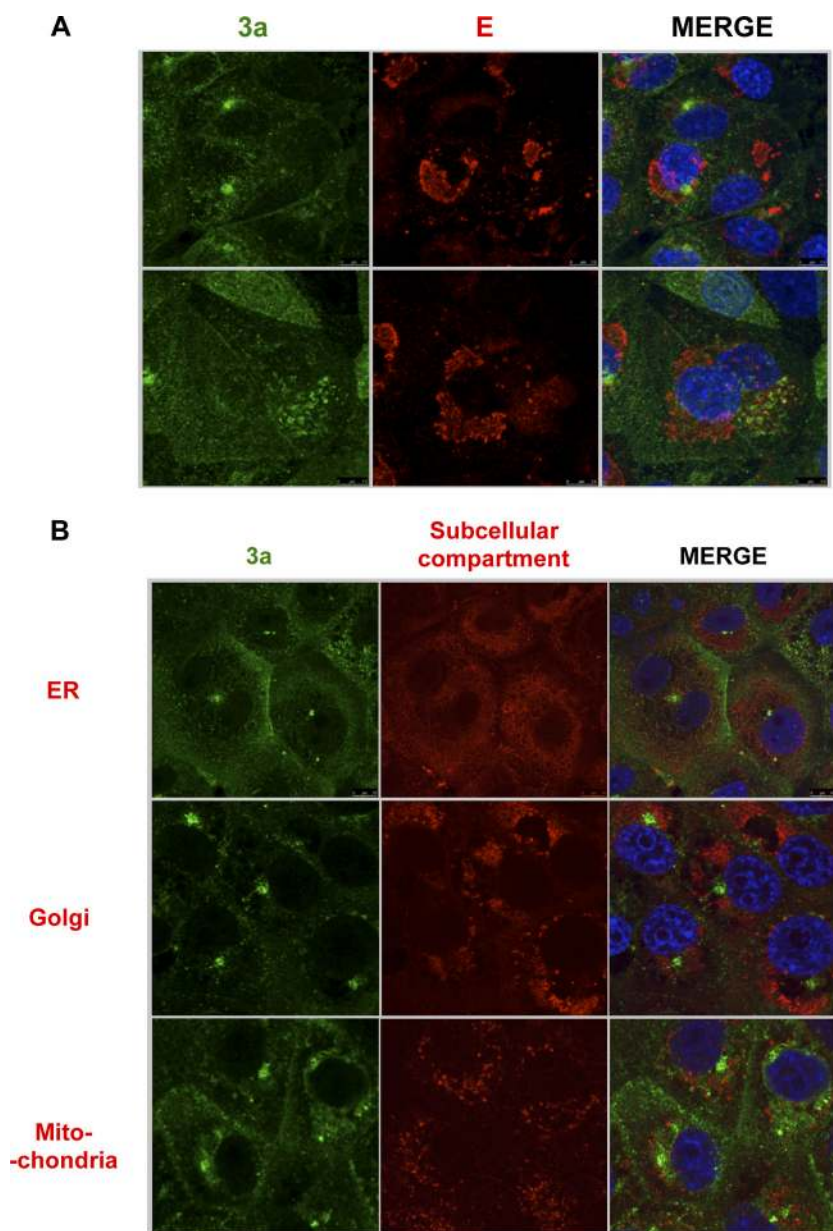 A
3a E MERGE
B
3a Subcellular compartment MERGE
ER
Golgi
Mito-
-chondria